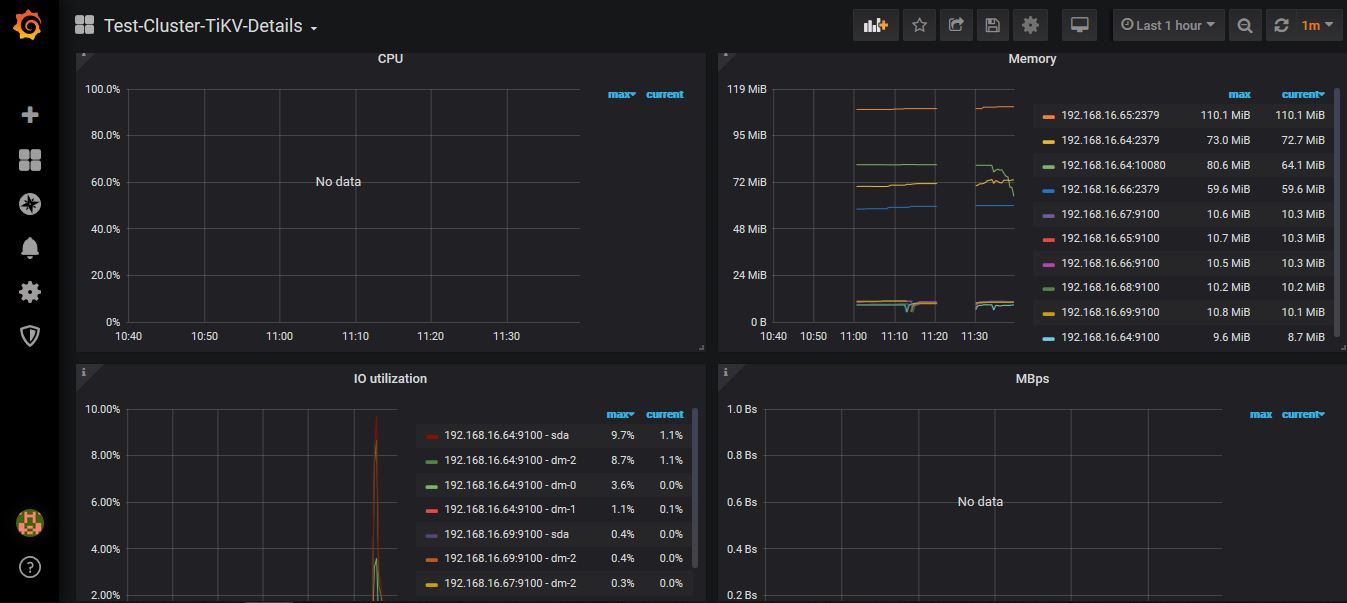 Test-Cluster-TiKV-Details
Last 1 hour
1m
CPU
100.0%
80.0%
60.0%
40.0%
20.0%
0%
10:40 10:50 11:00 11:10 11:20 11:30
No data
max current
Memory
119 MiB
95 MiB
72 MiB
48 MiB
24 MiB
0 B
10:40 10:50 11:00 11:10 11:20 11:30
max current
192.168.16.65:2379 110.1 MiB 110.1 MiB
192.168.16.64:2379 73.0 MiB 72.7 MiB
192.168.16.64:10080 80.6 MiB 64.1 MiB
192.168.16.66:2379 59.6 MiB 59.6 MiB
192.168.16.67:9100 10.6 MiB 10.3 MiB
192.168.16.65:9100 10.7 MiB 10.3 MiB
192.168.16.66:9100 10.5 MiB 10.3 MiB
192.168.16.68:9100 10.2 MiB 10.2 MiB
192.168.16.69:9100 10.8 MiB 10.1 MiB
192.168.16.64:9100 9.6 MiB 8.7 MiB
i
IO utilization
10.00%
8.00%
6.00%
4.00%
2.00%
max current
192.168.16.64:9100 - sda 9.7% 1.1%
192.168.16.64:9100 - dm-2 8.7% 1.1%
192.168.16.64:9100 - dm-0 3.6% 0.0%
192.168.16.64:9100 - dm-1 1.1% 0.1%
192.168.16.69:9100 - sda 0.4% 0.0%
192.168.16.69:9100 - dm-2 0.4% 0.0%
192.168.16.67:9100 - dm-2 0.3% 0.0%
i
MBps
1.0 Bs
0.8 Bs
0.6 Bs
0.4 Bs
0.2 Bs
No data
max current